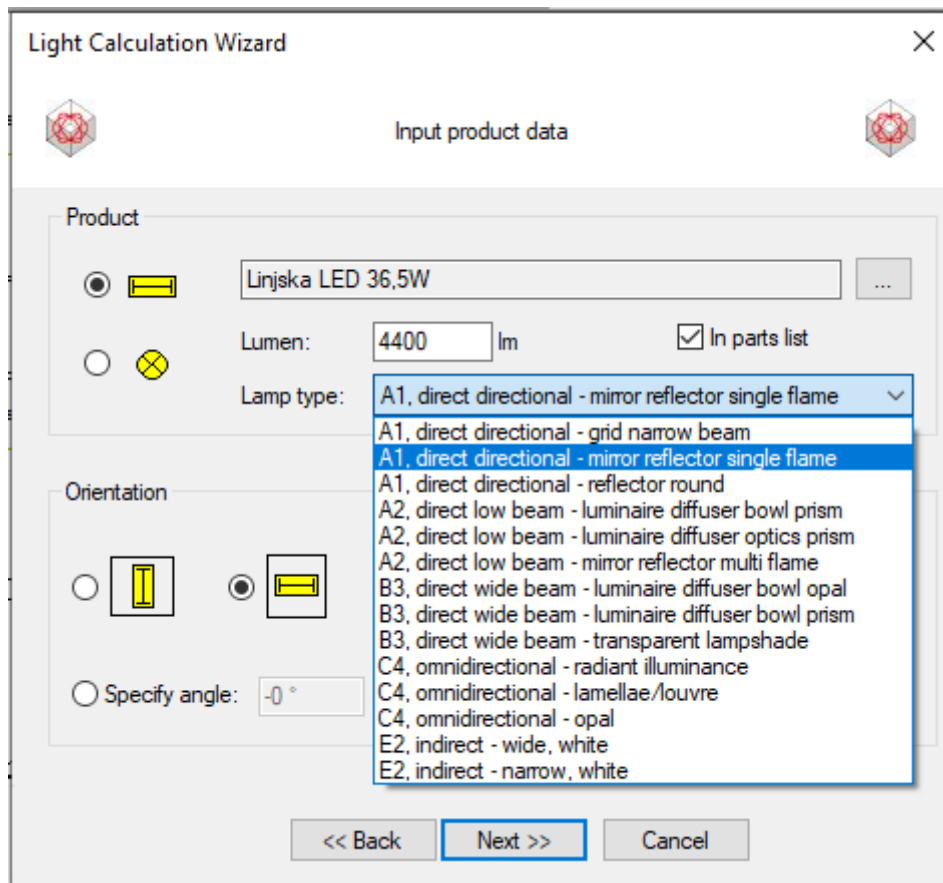 Light Calculation Wizard
Input product data
Product
Linjska LED 36,5W
...
Lumen:
4400
lm
In parts list
Lamp type:
A1, direct directional - mirror reflector single flame
A1, direct directional - grid narrow beam
A1, direct directional - mirror reflector single flame
A1, direct directional - reflector round
A2, direct low beam - luminaire diffuser bowl prism
A2, direct low beam - luminaire diffuser optics prism
A2, direct low beam - mirror reflector multi flame
B3, direct wide beam - luminaire diffuser bowl opal
B3, direct wide beam - luminaire diffuser bowl prism
B3, direct wide beam - transparent lampshade
C4, omnidirectional - radiant illuminance
C4, omnidirectional - lamellae/louvre
C4, omnidirectional - opal
E2, indirect - wide, white
E2, indirect - narrow, white
Orientation
Specify angle:
-0 °
<< Back
Next >>
Cancel